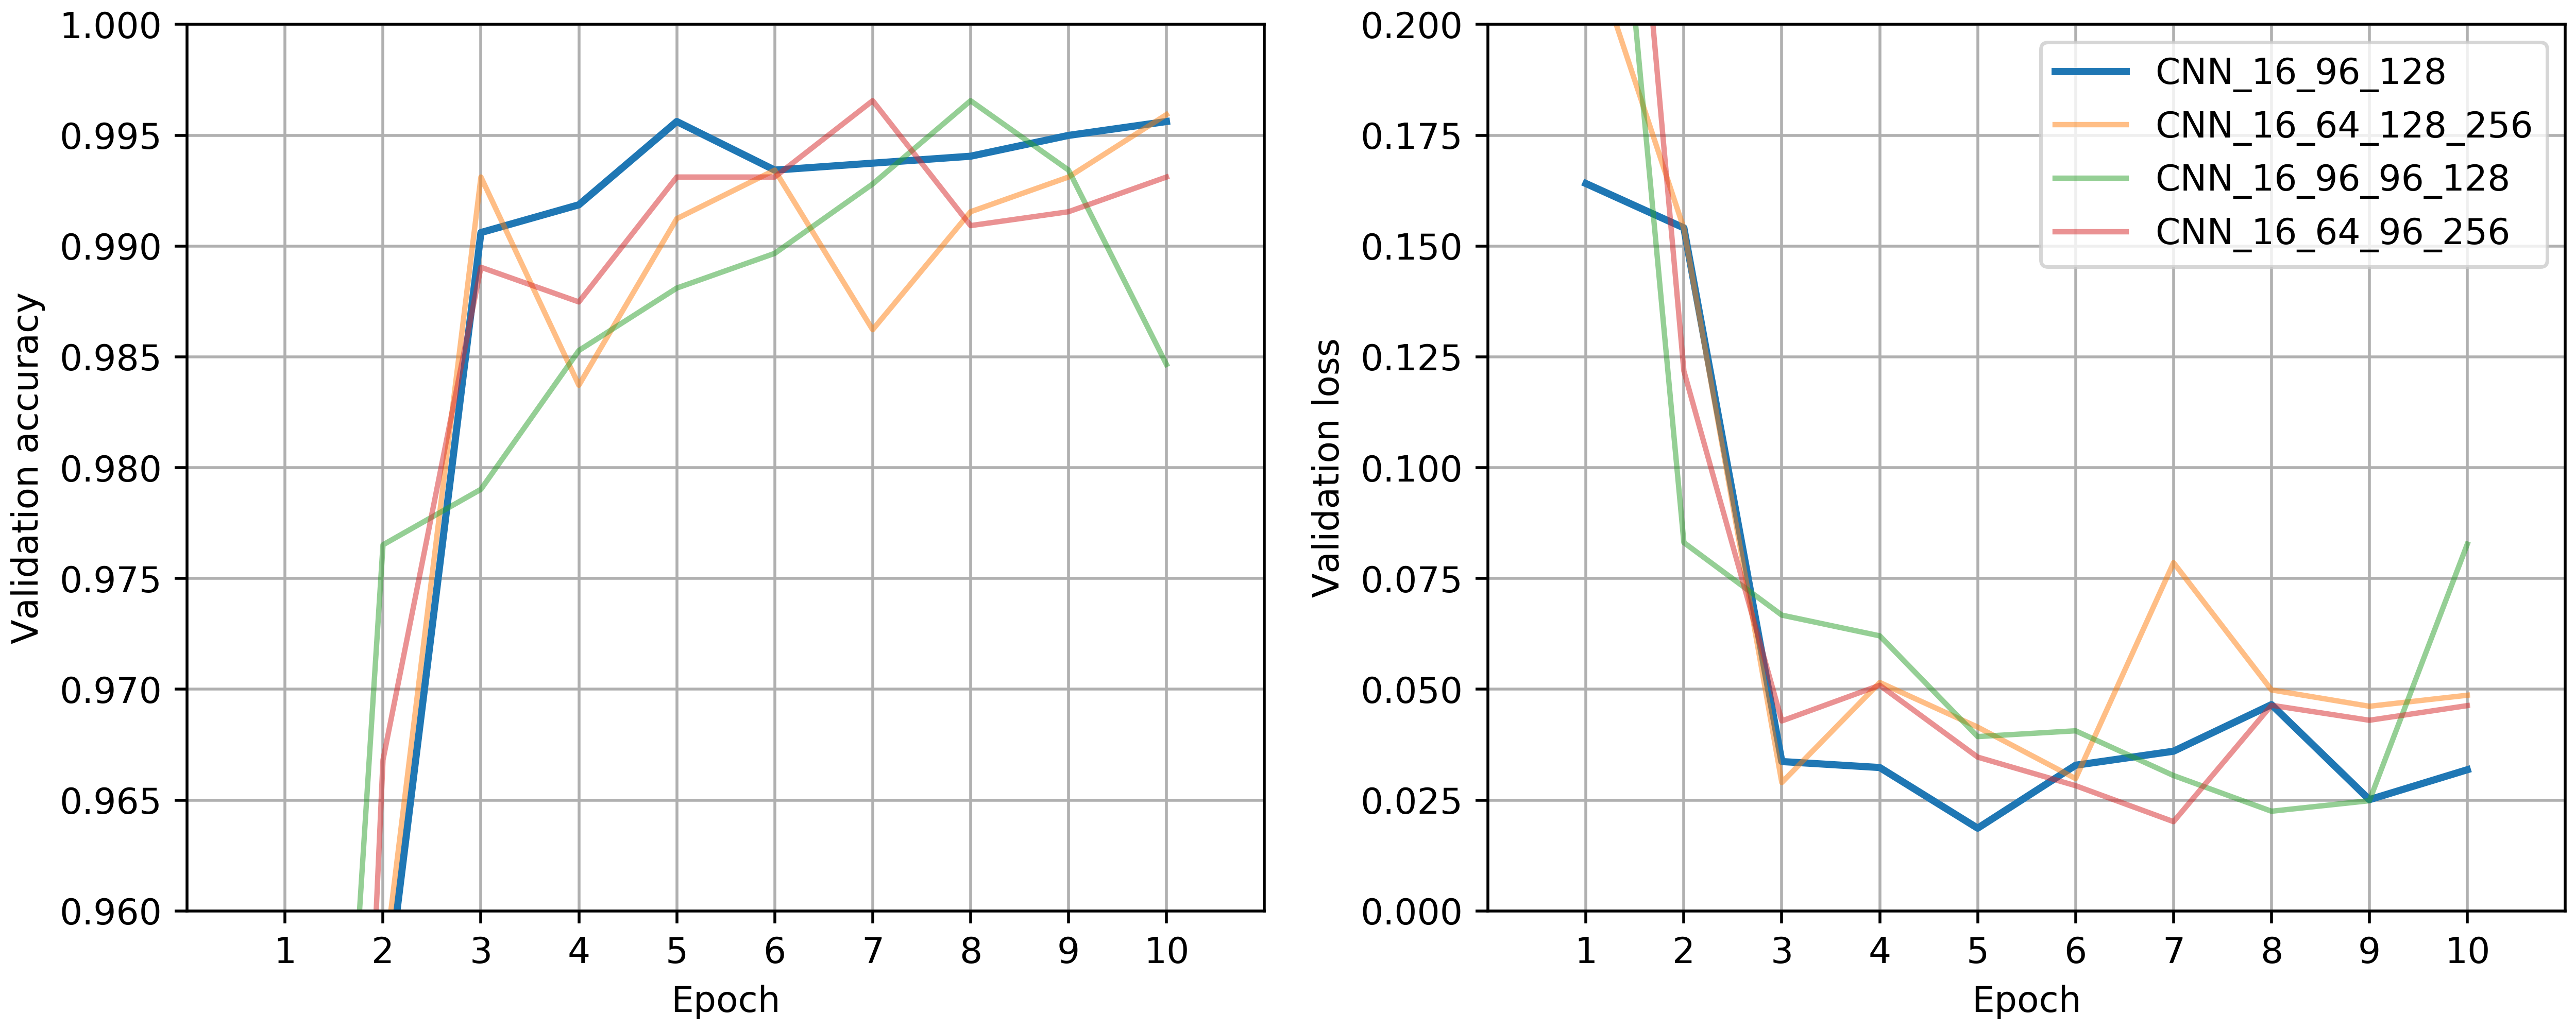 1.000
0.995
0.990
0.985
0.980
0.975
0.970
0.965
0.960
Validation accuracy
1 2 3 4 5 6 7 8 9 10
Epoch
0.200
0.175
0.150
0.125
0.100
0.075
0.050
0.025
0.000
Validation loss
1 2 3 4 5 6 7 8 9 10
Epoch
CNN_16_96_128
CNN_16_64_128_256
CNN_16_96_96_128
CNN_16_64_96_256